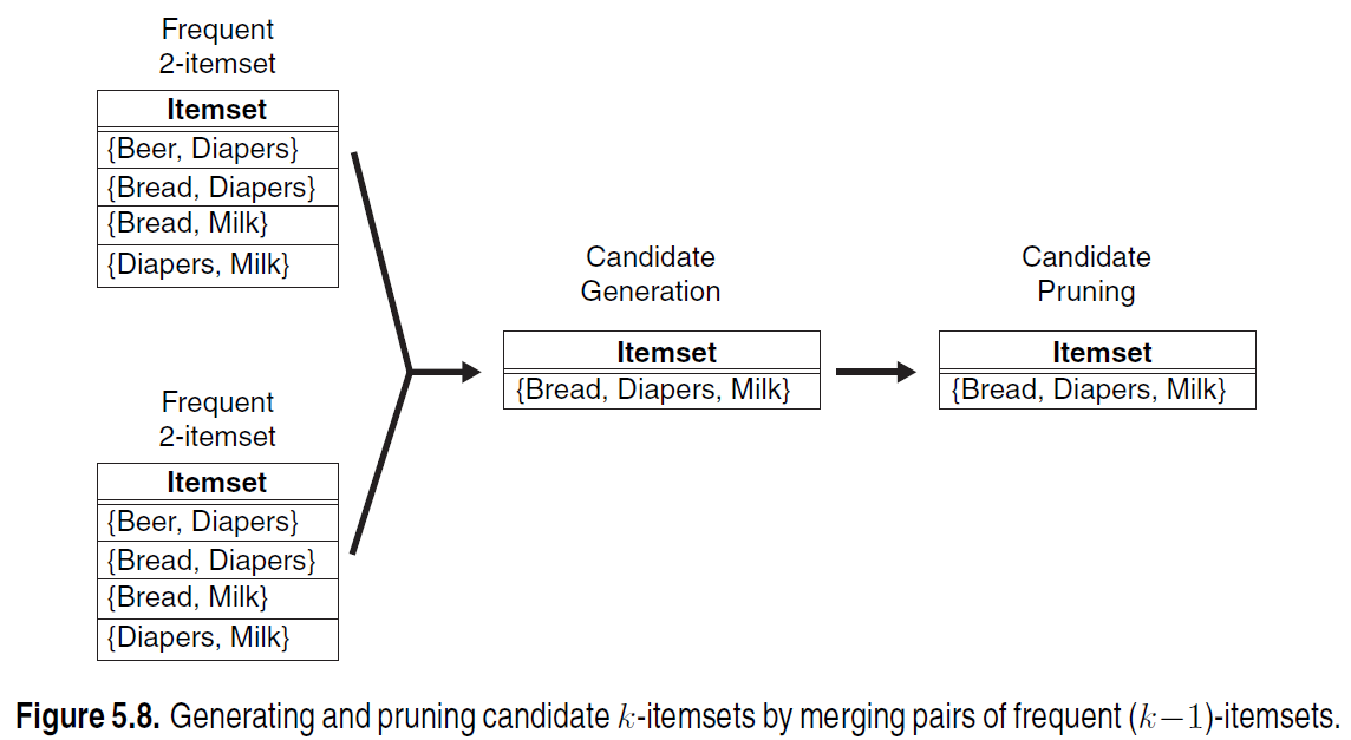 Frequent
2-itemset
Itemset
{Beer, Diapers}
{Bread, Diapers}
{Bread, Milk}
{Diapers, Milk}
Frequent
2-itemset
Itemset
{Beer, Diapers}
{Bread, Diapers}
{Bread, Milk}
{Diapers, Milk}
Candidate
Generation
Itemset
{Bread, Diapers, Milk}
Candidate
Pruning
Itemset
{Bread, Diapers, Milk}
Figure 5.8. Generating and pruning candidate k-itemsets by merging pairs of frequent (k−1)-itemsets.